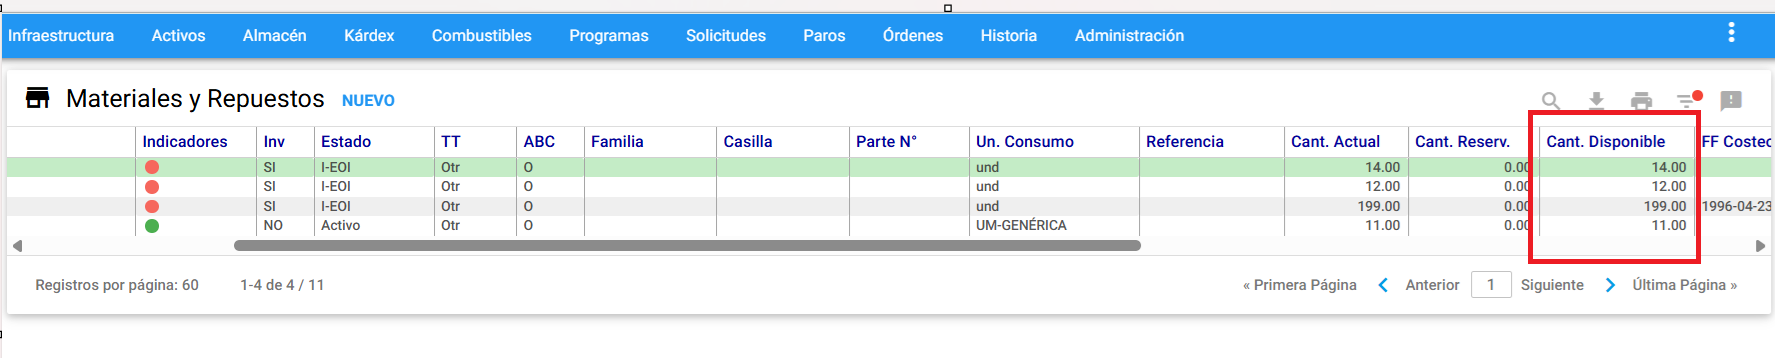 Infraestructura Activos Almacén Kárdex Combustibles Programas Solicitudes Paros Órdenes Historia Administración
Materiales y Repuestos NUEVO
Indicadores Inv Estado TT ABC Familia Casilla Parte N° Un. Consumo Referencia Cant. Actual Cant. Reserv. Cant. Disponible FF Costeo
SI I-EOI Otr O und 14.00 0.00 14.00
SI I-EOI Otr O und 12.00 0.00 12.00
SI I-EOI Otr O und 199.00 0.00 199.00 1996-04-23
NO Activo Otr O UM-GENÉRICA 11.00 0.00 11.00
Registros por página: 60 1-4 de 4 / 11 « Primera Página Anterior 1 Siguiente Última Página »